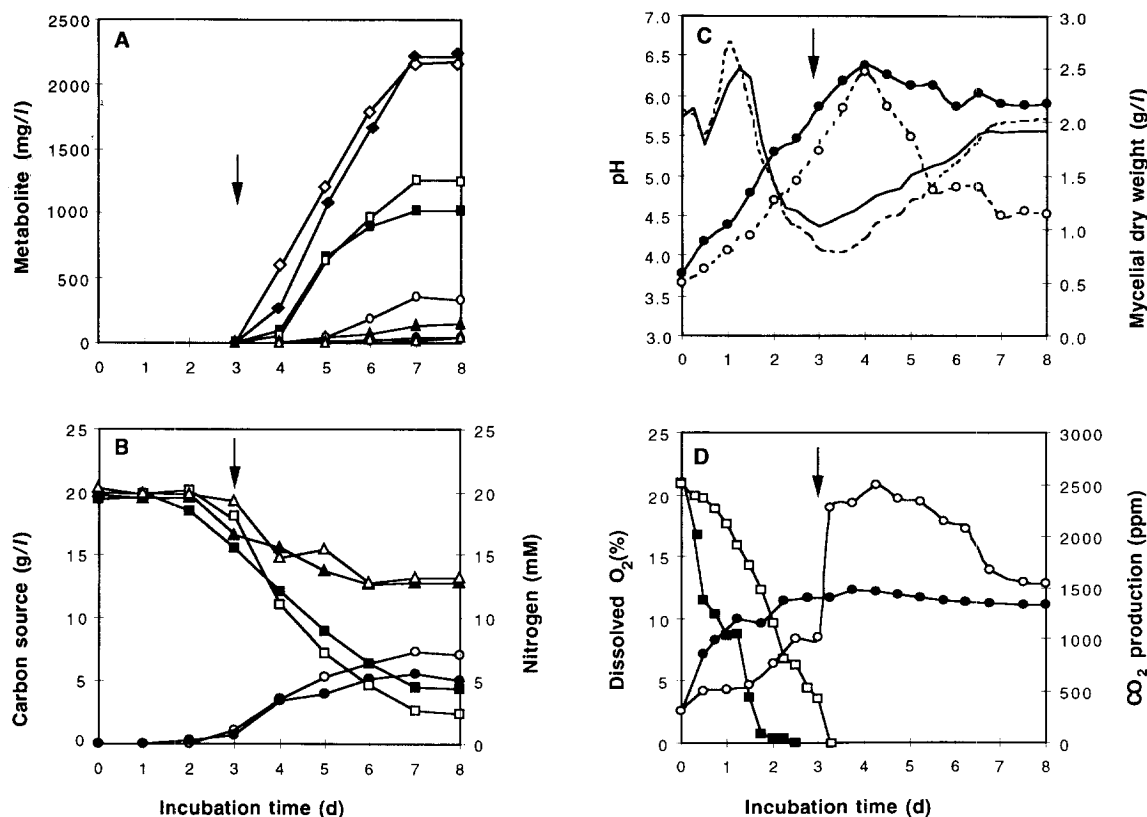 A
Metabolite (mg/l)
2000
1500
1000
500
0
0 1 2 3 4 5 6 7 8
B
Carbon source (g/l)
25
20
15
10
5
0
Nitrogen (mM)
25
20
15
10
5
0
0 1 2 3 4 5 6 7 8
Incubation time (d)
C
pH
7.0
6.5
6.0
5.5
5.0
4.5
4.0
3.5
3.0
Mycelial dry weight (g/l)
3.0
2.5
2.0
1.5
1.0
0.5
0.0
0 1 2 3 4 5 6 7 8
D
Dissolved O2(%)
25
20
15
10
5
0
CO2 production (ppm)
3000
2500
2000
1500
1000
500
0
0 1 2 3 4 5 6 7 8
Incubation time (d)